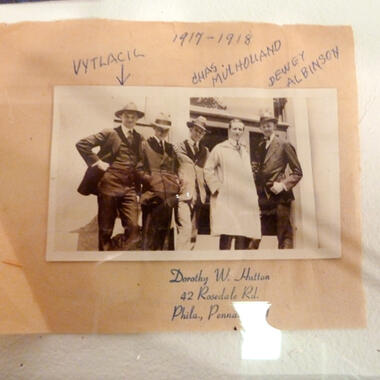 1917-1918
VYTLACIL
CHAS.
MULHOLLAND
DEWEY
ALBINSON
Dorothy W. Hutton
42 Rosedale Rd.
Phila., Penna